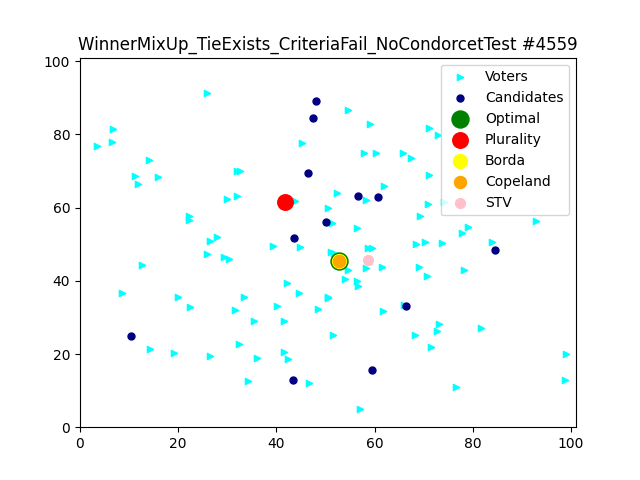 WinnerMixUp_TieExists_CriteriaFail_NoCondorcetTest #4559
100
80
60
40
20
0
0 20 40 60 80 100
Voters
Candidates
Optimal
Plurality
Borda
Copeland
STV